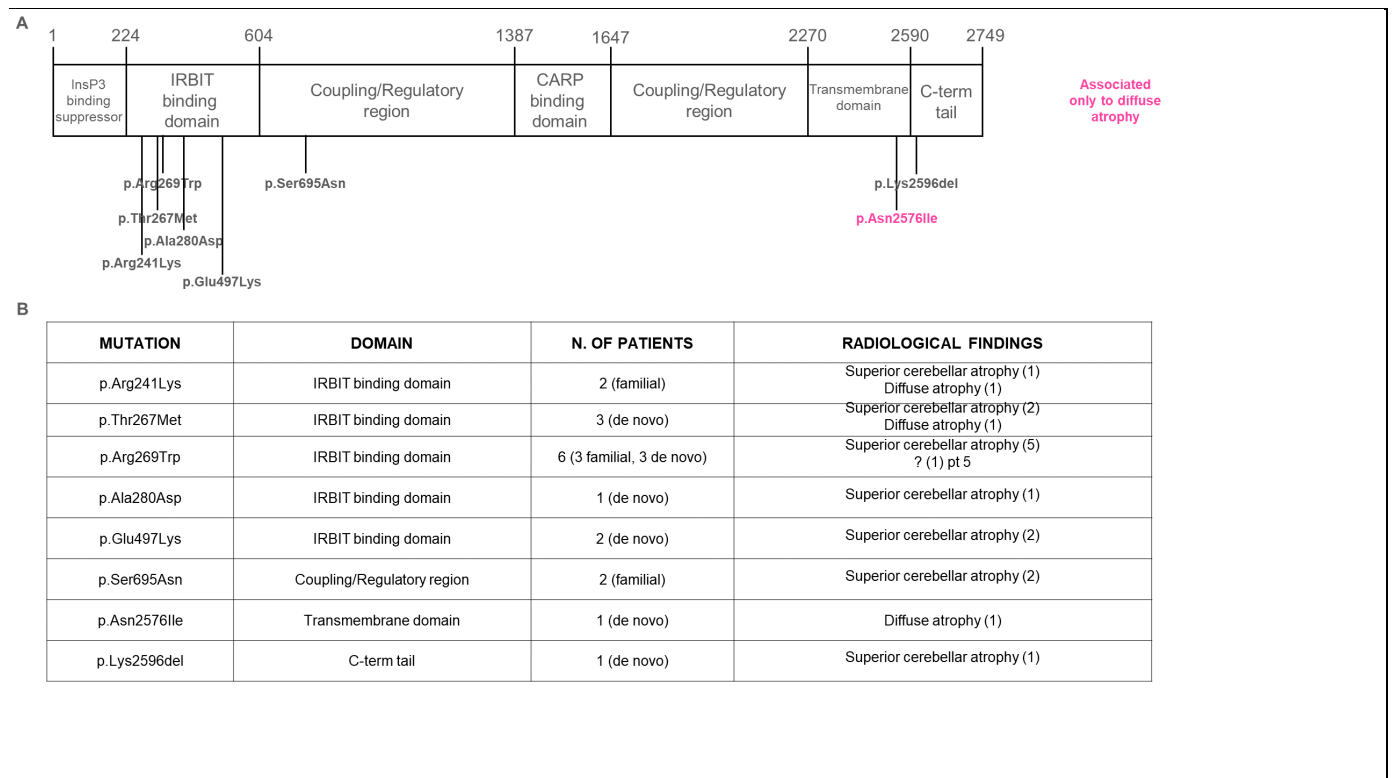 A
1 224 604 1387 1647 2270 2590 2749
InsP3
binding
suppressor
IRBIT
binding
domain
Coupling/Regulatory
region
CARP
binding
domain
Coupling/Regulatory
region
Transmembrane
domain
C-term
tail
Associated
only to diffuse
atrophy
p.Arg269Trp
p.Ser695Asn
p.Lys2596del
p.Thr267Met
p.Asn2576Ile
p.Ala280Asp
p.Arg241Lys
p.Glu497Lys
B
MUTATION DOMAIN N. OF PATIENTS RADIOLOGICAL FINDINGS
p.Arg241Lys IRBIT binding domain 2 (familial) Superior cerebellar atrophy (1)
Diffuse atrophy (1)
p.Thr267Met IRBIT binding domain 3 (de novo) Superior cerebellar atrophy (2)
Diffuse atrophy (1)
p.Arg269Trp IRBIT binding domain 6 (3 familial, 3 de novo) Superior cerebellar atrophy (5)
? (1) pt 5
p.Ala280Asp IRBIT binding domain 1 (de novo) Superior cerebellar atrophy (1)
p.Glu497Lys IRBIT binding domain 2 (de novo) Superior cerebellar atrophy (2)
p.Ser695Asn Coupling/Regulatory region 2 (familial) Superior cerebellar atrophy (2)
p.Asn2576Ile Transmembrane domain 1 (de novo) Diffuse atrophy (1)
p.Lys2596del C-term tail 1 (de novo) Superior cerebellar atrophy (1)